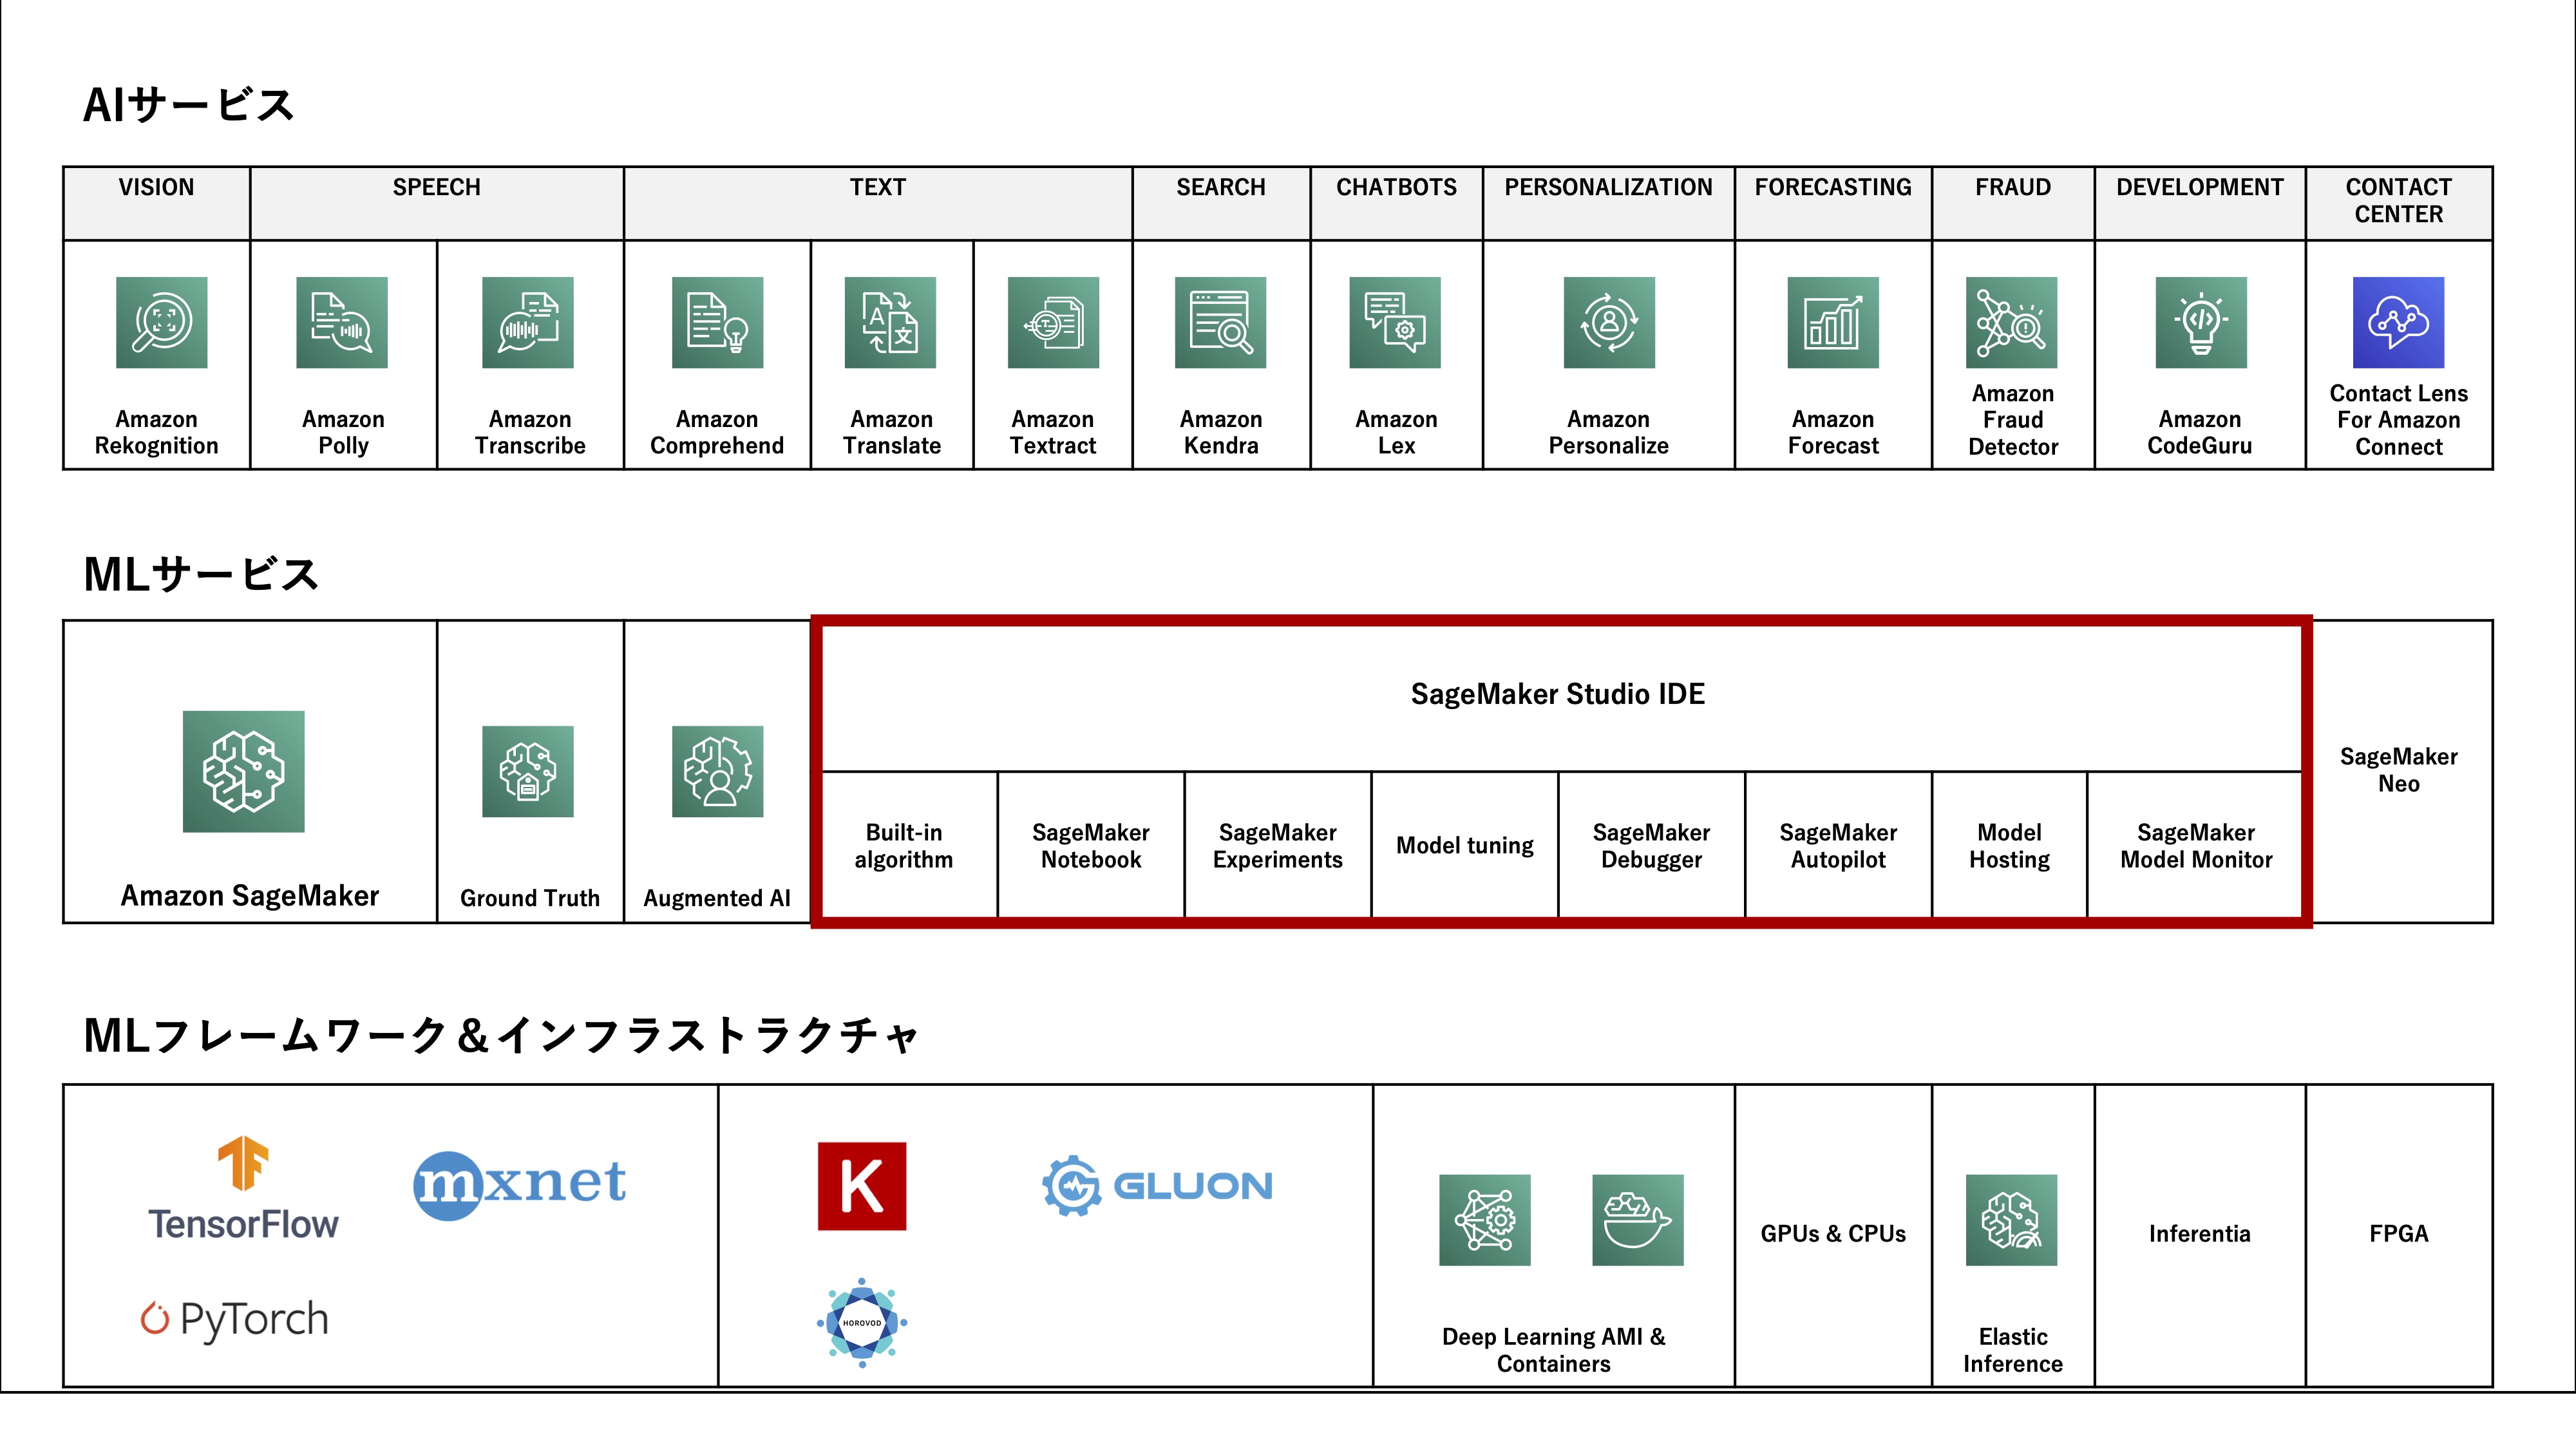 AIサービス
VISION
SPEECH
TEXT
SEARCH
CHATBOTS
PERSONALIZATION
FORECASTING
FRAUD
DEVELOPMENT
CONTACT
CENTER
Amazon
Rekognition
Amazon
Polly
Amazon
Transcribe
Amazon
Comprehend
A
文
Amazon
Translate
T
Amazon
Textract
Amazon
Kendra
Amazon
Lex
Amazon
Personalize
Amazon
Forecast
Amazon
Fraud
Detector
Amazon
CodeGuru
Contact Lens
For Amazon
Connect
MLサービス
Amazon SageMaker
Ground Truth
Augmented AI
SageMaker Studio IDE
Built-in
algorithm
SageMaker
Notebook
SageMaker
Experiments
Model tuning
SageMaker
Debugger
SageMaker
Autopilot
Model
Hosting
SageMaker
Model Monitor
SageMaker
Neo
MLフレームワーク＆インフラストラクチャ
TensorFlow
mxnet
PyTorch
K
GLUON
HOROVOD
Deep Learning AMI &
Containers
GPUs & CPUs
Elastic
Inference
Inferentia
FPGA